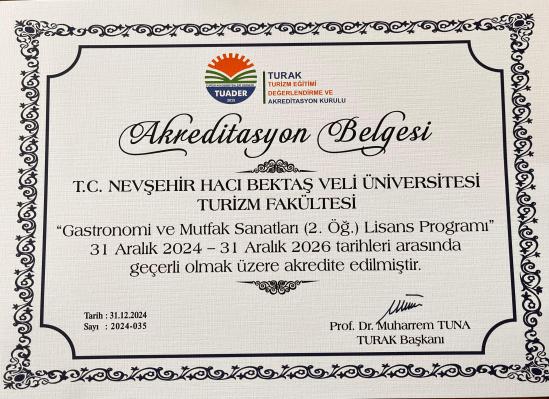 TUADER
2015
TURAK
TURİZM EĞİTİMİ
DEĞERLENDİRME VE
AKREDİTASYON KURULU
Akreditasyon Belgesi
T.C. NEVŞEHİR HACI BEKTAŞ VELİ ÜNİVERSİTESİ
TURİZM FAKÜLTESİ
“Gastronomi ve Mutfak Sanatları (2. Öğ.) Lisans Programı”
31 Aralık 2024 – 31 Aralık 2026 tarihleri arasında
geçerli olmak üzere akredite edilmiştir.
Tarih : 31.12.2024
Sayı : 2024-035
Prof. Dr. Muharrem TUNA
TURAK Başkanı